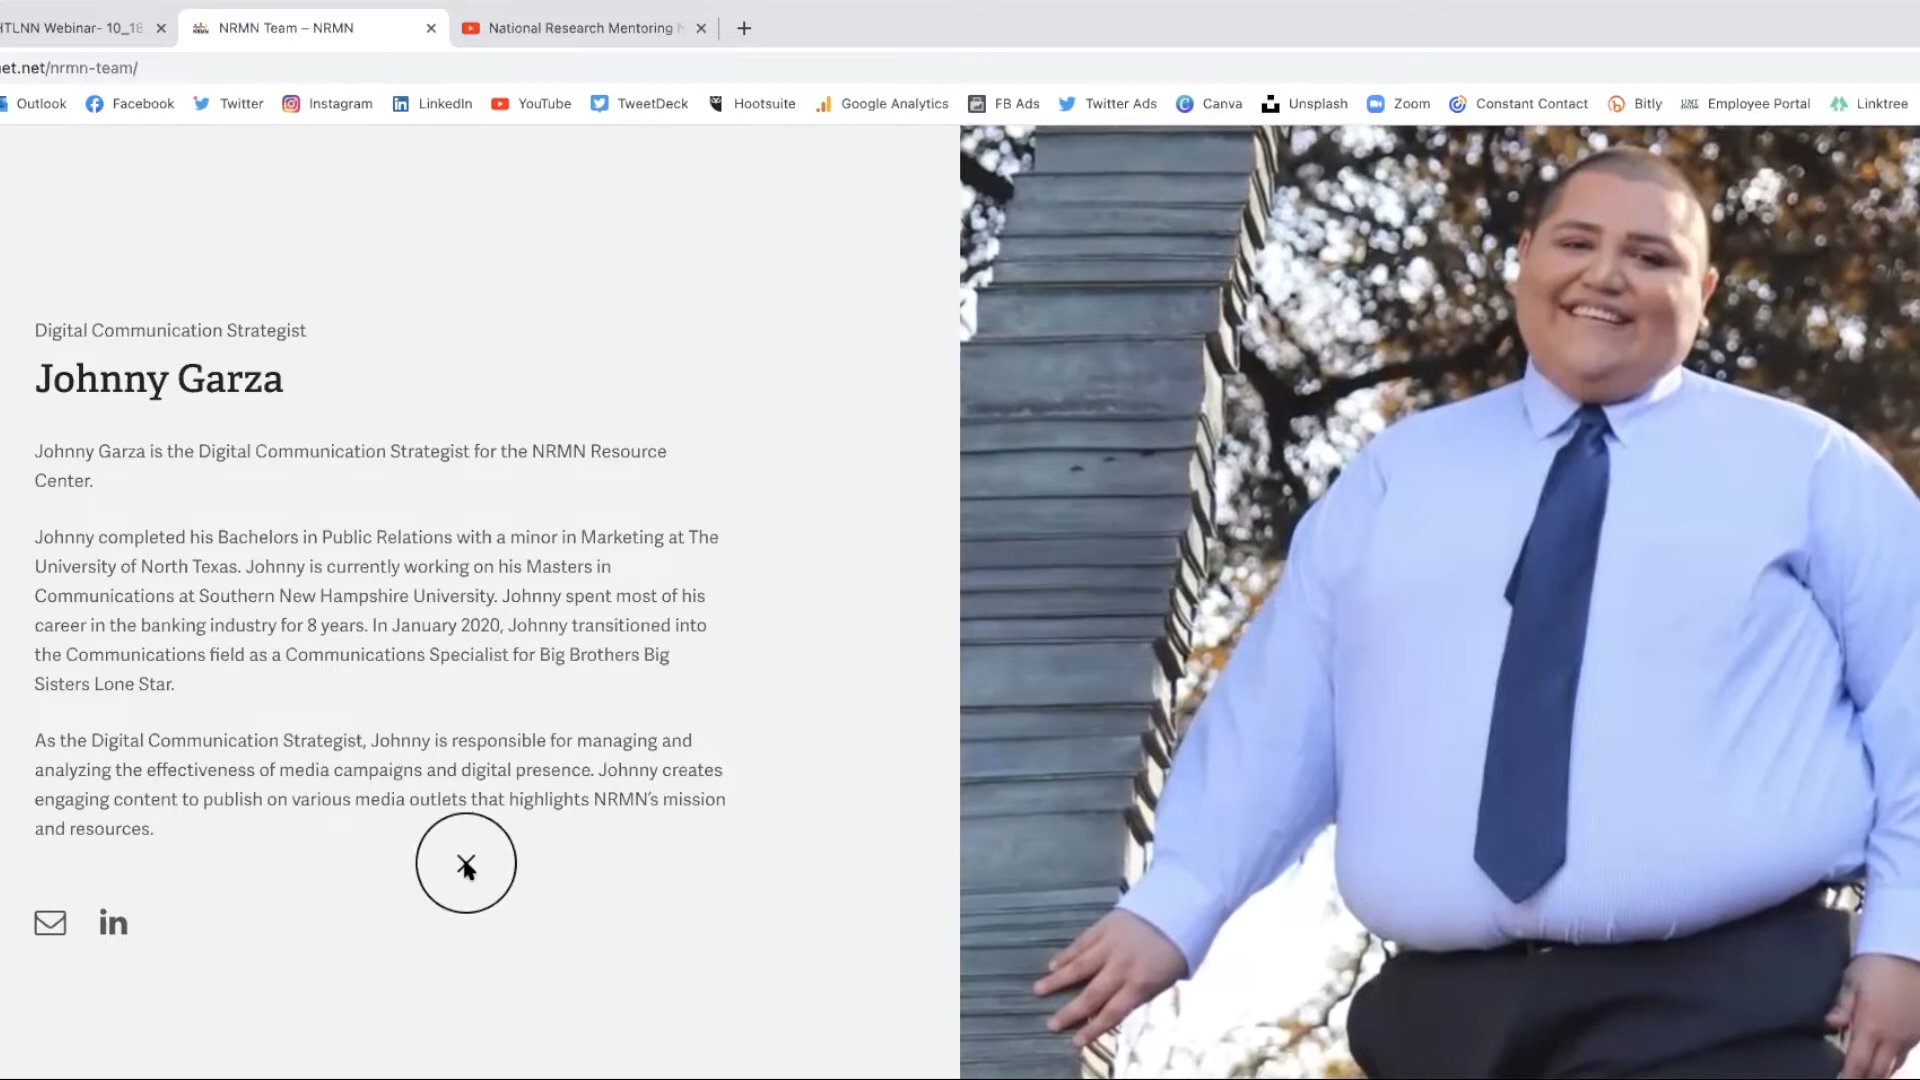 HTLNN Webinar- 10_18
NRMN Team – NRMN
National Research Mentoring
et.net/nrmn-team/
Outlook
Facebook
Twitter
Instagram
LinkedIn
YouTube
TweetDeck
Hootsuite
Google Analytics
FB Ads
Twitter Ads
Canva
Unsplash
Zoom
Constant Contact
Bitly
UNT Employee Portal
Linktree
Digital Communication Strategist
Johnny Garza
Johnny Garza is the Digital Communication Strategist for the NRMN Resource
Center.
Johnny completed his Bachelors in Public Relations with a minor in Marketing at The
University of North Texas. Johnny is currently working on his Masters in
Communications at Southern New Hampshire University. Johnny spent most of his
career in the banking industry for 8 years. In January 2020, Johnny transitioned into
the Communications field as a Communications Specialist for Big Brothers Big
Sisters Lone Star.
As the Digital Communication Strategist, Johnny is responsible for managing and
analyzing the effectiveness of media campaigns and digital presence. Johnny creates
engaging content to publish on various media outlets that highlights NRMN's mission
and resources.
in